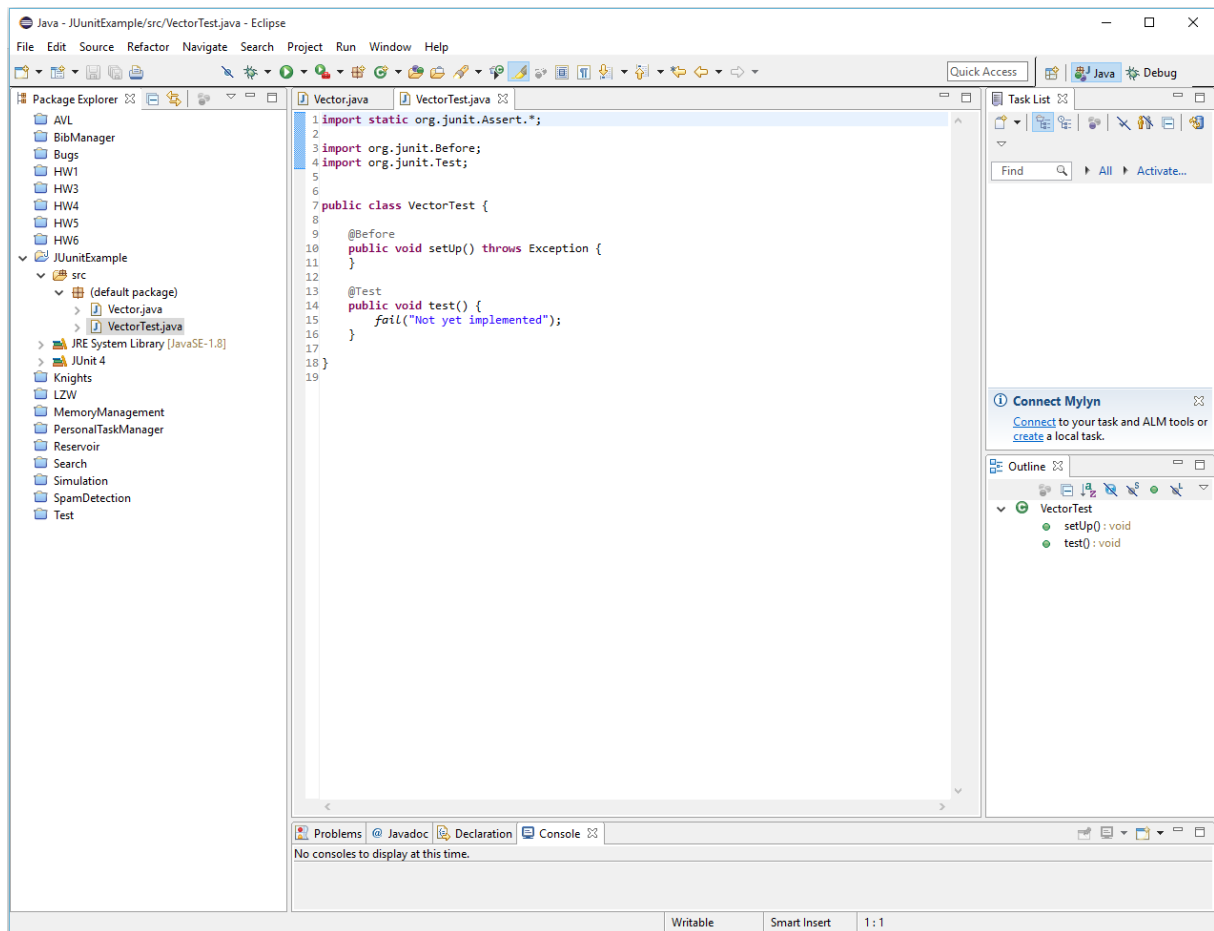 Java - JUunitExample/src/VectorTest.java - Eclipse
File Edit Source Refactor Navigate Search Project Run Window Help
Quick Access
Java
Debug
Package Explorer
AVL
BibManager
Bugs
HW1
HW3
HW4
HW5
HW6
JUunitExample
src
(default package)
Vector.java
VectorTest.java
JRE System Library [JavaSE-1.8]
JUnit 4
Knights
LZW
MemoryManagement
PersonalTaskManager
Reservoir
Search
Simulation
SpamDetection
Test
Vector.java VectorTest.java
1 import static org.junit.Assert.*;
2
3 import org.junit.Before;
4 import org.junit.Test;
5
6
7 public class VectorTest {
8
9 @Before
10 public void setUp() throws Exception {
11 }
12
13 @Test
14 public void test() {
15 fail("Not yet implemented");
16 }
17
18 }
19
Task List
Find All Activate...
Connect Mylyn
Connect to your task and ALM tools or
create a local task.
Outline
VectorTest
setUp() : void
test() : void
Problems @ Javadoc Declaration Console
No consoles to display at this time.
Writable Smart Insert 1 : 1